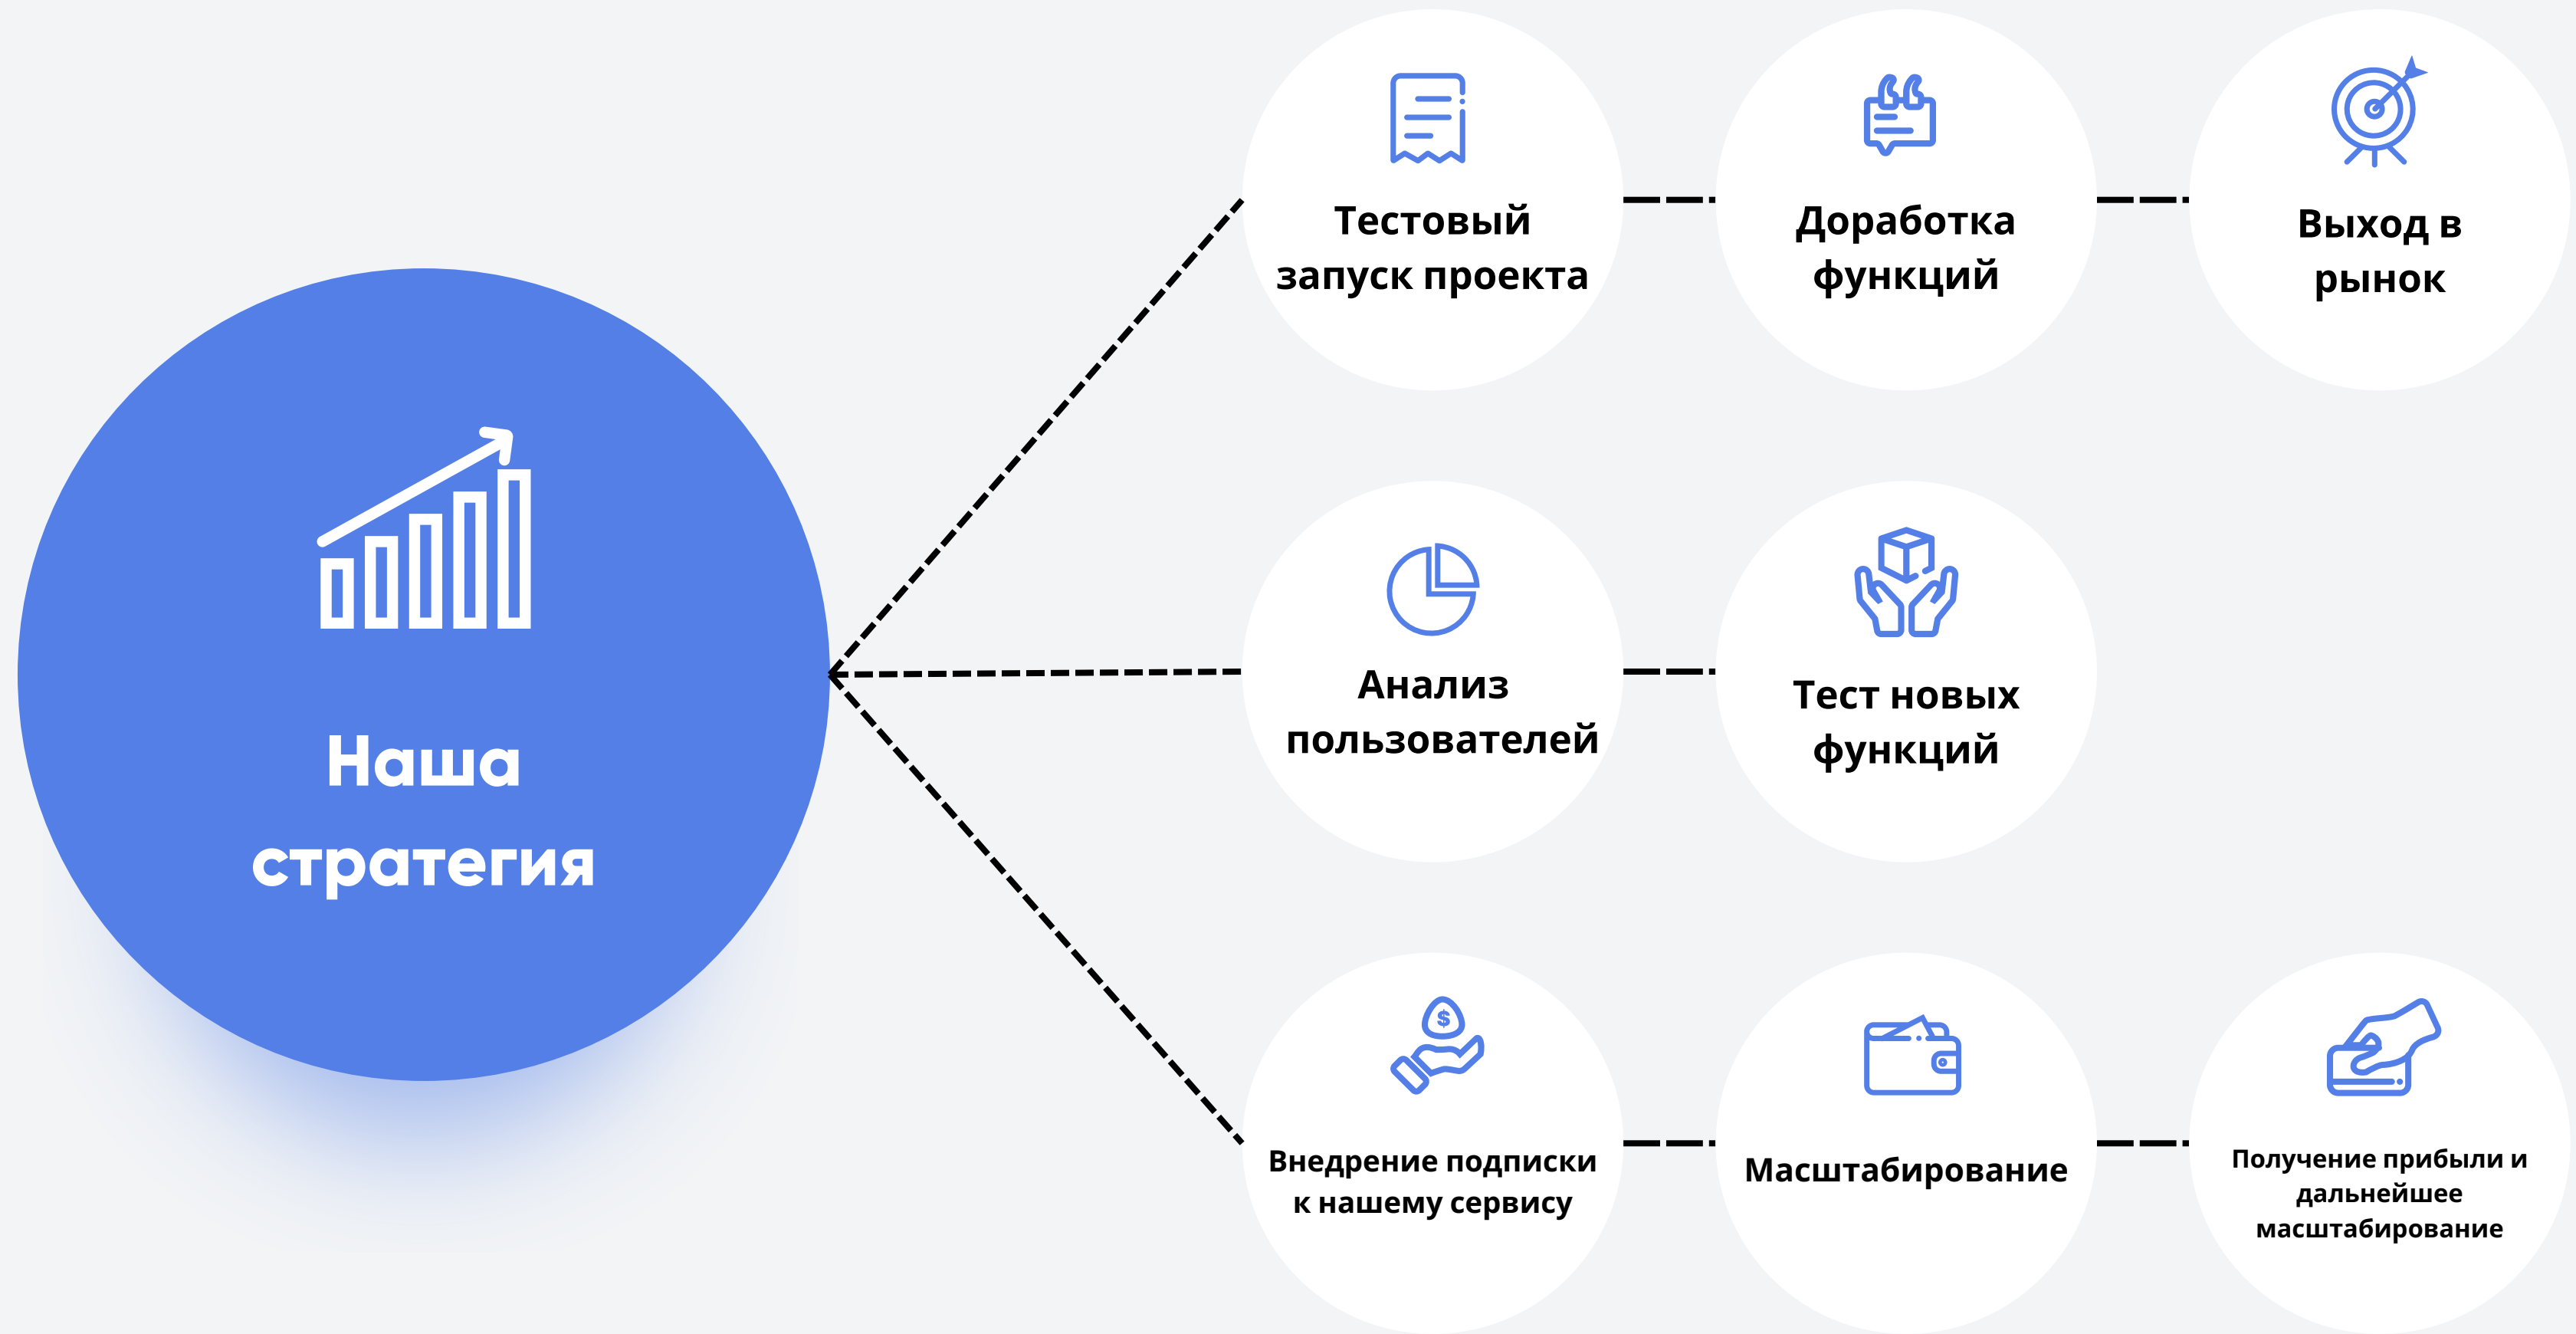 Наша
стратегия
Тестовый
запуск проекта
Доработка
функций
Выход в
рынок
Анализ
пользователей
Тест новых
функций
$
Внедрение подписки
к нашему сервису
Масштабирование
Получение прибыли и
дальнейшее
масштабирование